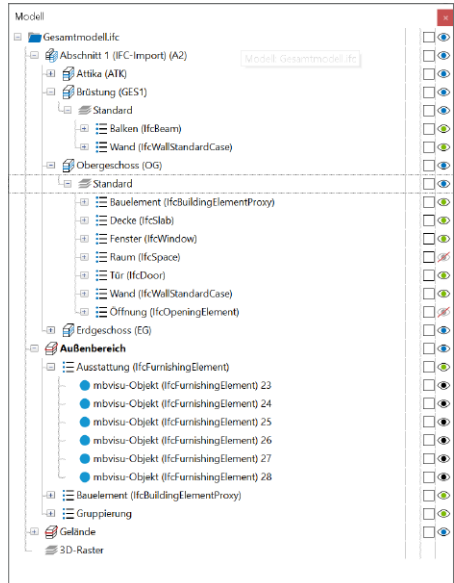 Modell
Gesamtmodell.ifc
Abschnitt 1 (IFC-Import) (A2)
Modell: Gesamtmodell.ifc
Attika (ATK)
Brüstung (GES1)
Standard
Balken (IfcBeam)
Wand (IfcWallStandardCase)
Obergeschoss (OG)
Standard
Bauelement (IfcBuildingElementProxy)
Decke (IfcSlab)
Fenster (IfcWindow)
Raum (IfcSpace)
Tür (IfcDoor)
Wand (IfcWallStandardCase)
Öffnung (IfcOpeningElement)
Erdgeschoss (EG)
Außenbereich
Ausstattung (IfcFurnishingElement)
mbvisu-Objekt (IfcFurnishingElement) 23
mbvisu-Objekt (IfcFurnishingElement) 24
mbvisu-Objekt (IfcFurnishingElement) 25
mbvisu-Objekt (IfcFurnishingElement) 26
mbvisu-Objekt (IfcFurnishingElement) 27
mbvisu-Objekt (IfcFurnishingElement) 28
Bauelement (IfcBuildingElementProxy)
Gruppierung
Gelände
3D-Raster